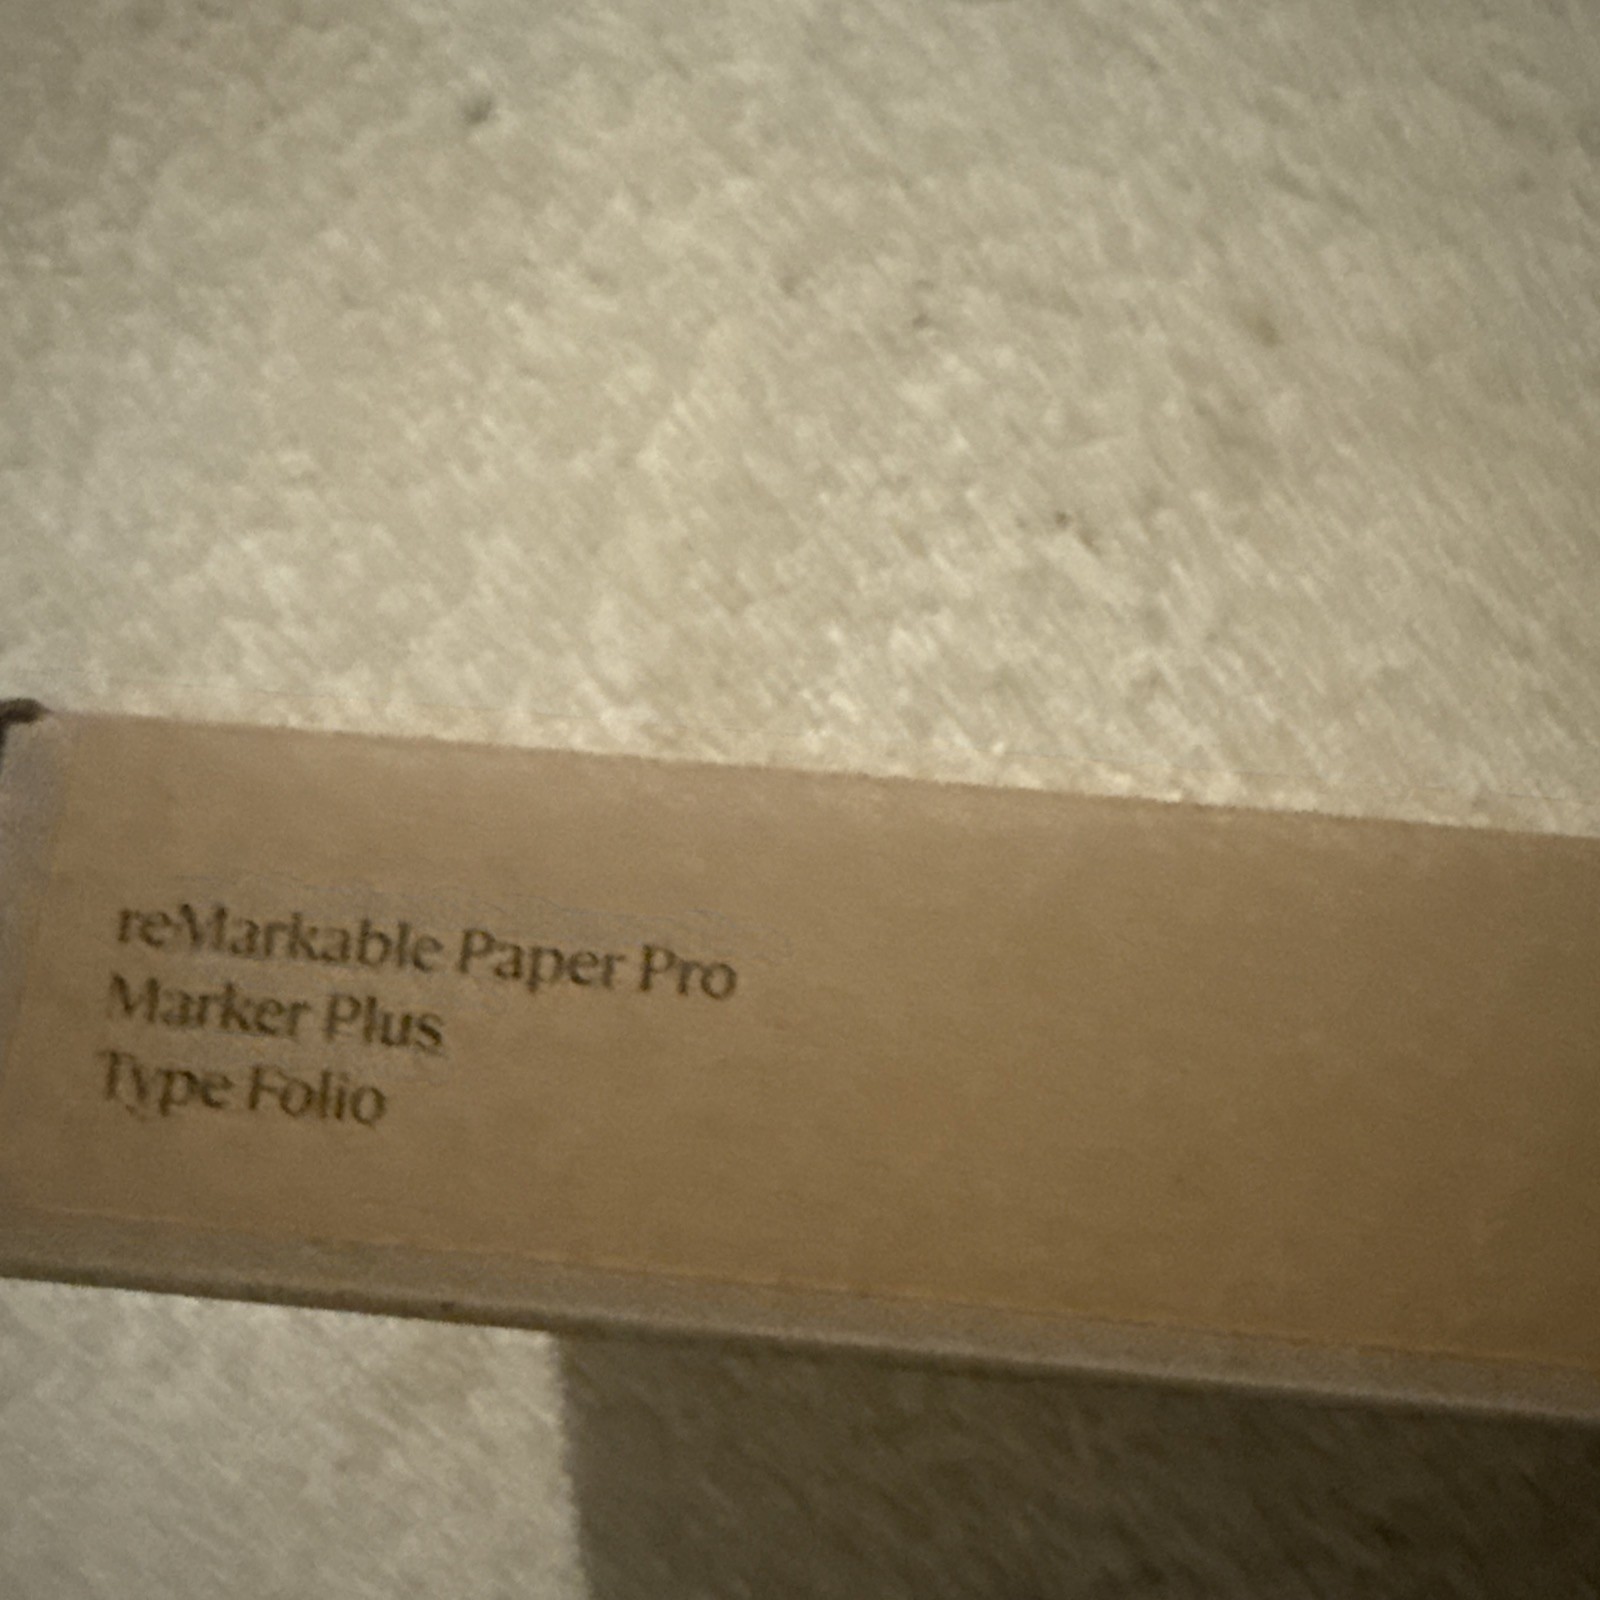 reMarkable Paper Pro
Marker Plus
Type Folio